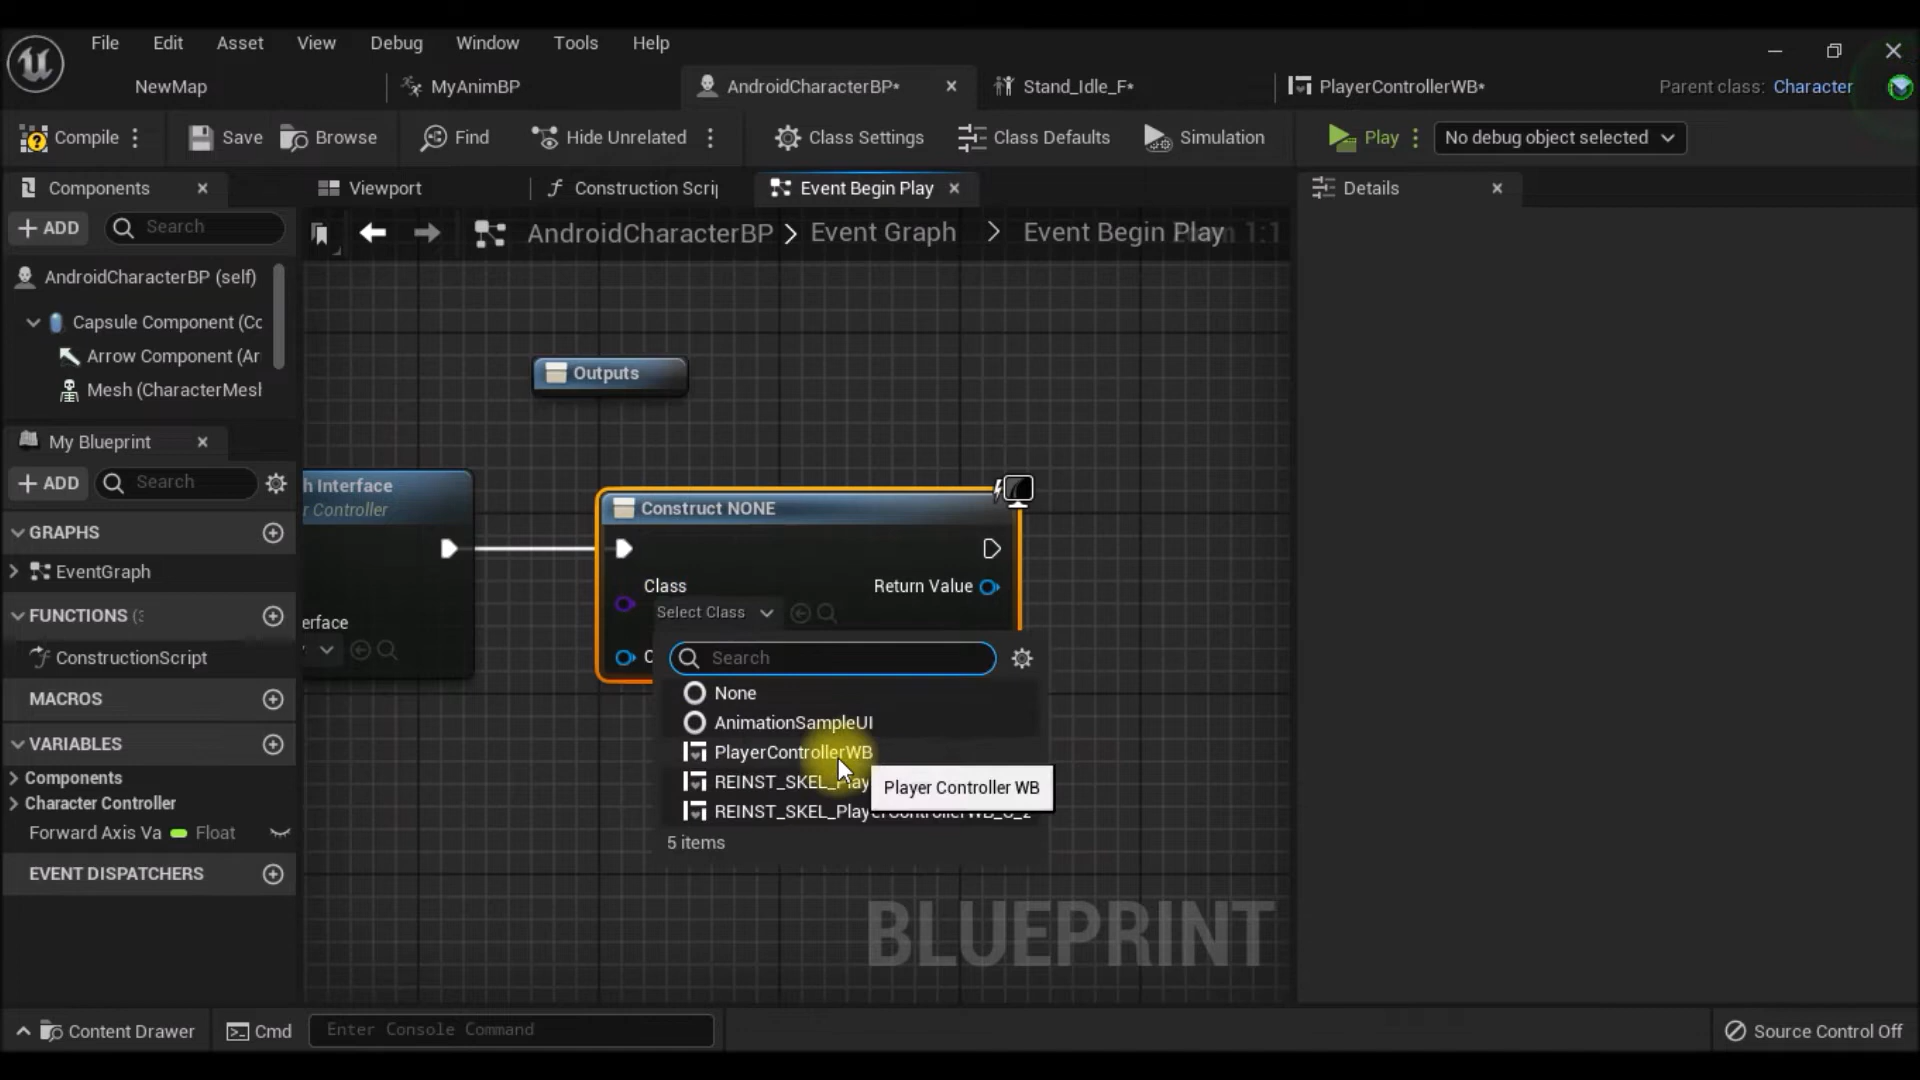 File Edit Asset View Debug Window Tools Help
NewMap MyAnimBP AndroidCharacterBP* Stand_Idle_F* PlayerControllerWB* Parent class: Character
Compile Save Browse Find Hide Unrelated Class Settings Class Defaults Simulation Play No debug object selected
Components Viewport Construction Scrip Event Begin Play Details
ADD Search AndroidCharacterBP > Event Graph > Event Begin Play 1:1
AndroidCharacterBP (self)
Capsule Component (Cc
Arrow Component (Ar
Mesh (CharacterMesh
Outputs
My Blueprint
ADD Search
h Interface
r Controller
Construct NONE
GRAPHS
EventGraph
Class
Return Value
FUNCTIONS
Select Class
erface
ConstructionScript
C
Search
MACROS
None
AnimationSampleUI
VARIABLES
PlayerControllerWB
Components
REINST_SKEL_Play
Player Controller WB
Character Controller
REINST_SKEL_PlayerControllerWB_C_2
Forward Axis Va Float
5 items
EVENT DISPATCHERS
BLUEPRINT
Content Drawer Cmd Enter Console Command Source Control Off